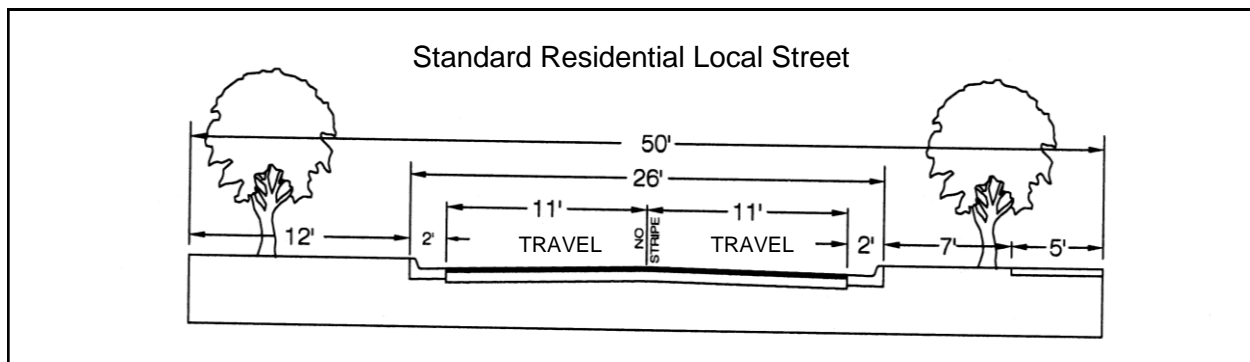 Standard Residential Local Street
50'
26'
11' 11'
12' 2' TRAVEL NO STRIPE TRAVEL 2' 7' 5'